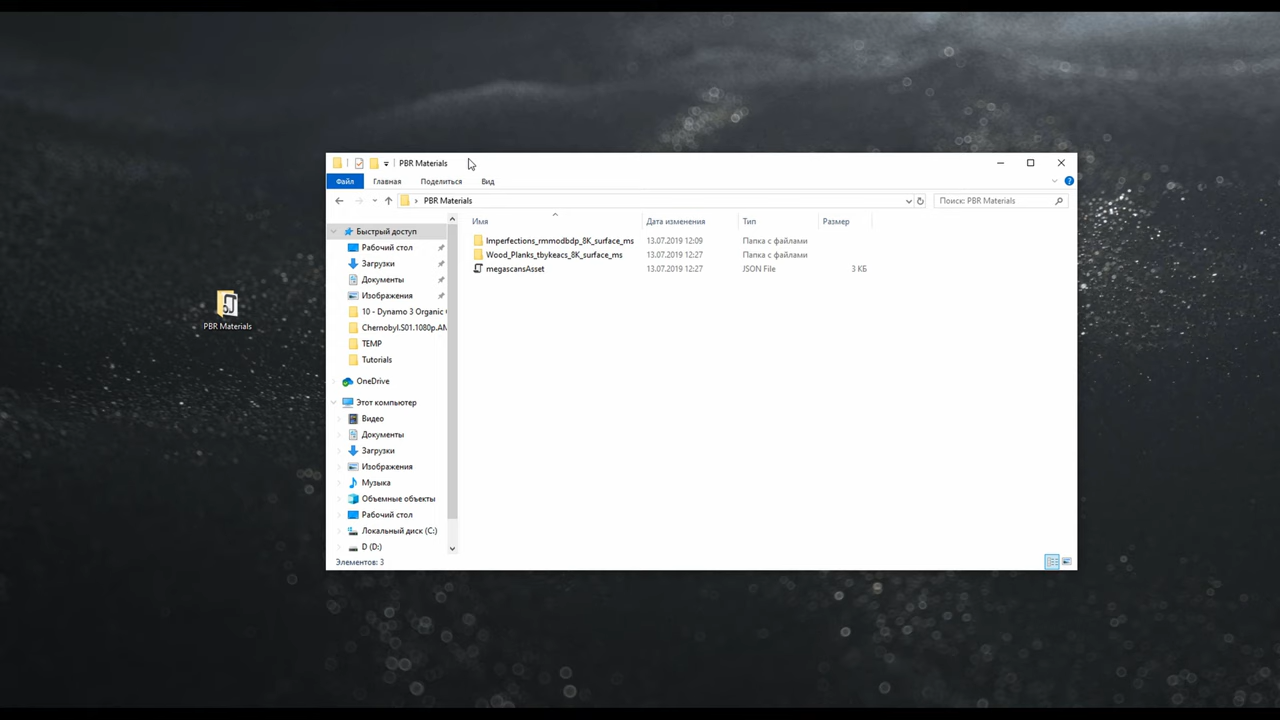 PBR Materials
PBR Materials
Файл Главная Поделиться Вид
PBR Materials Поиск: PBR Materials
Имя Дата изменения Тип Размер
Imperfections_rmmodbdp_8K_surface_ms 13.07.2019 12:09 Папка с файлами
Wood_Planks_tbykeacs_8K_surface_ms 13.07.2019 12:27 Папка с файлами
megascansAsset 13.07.2019 12:27 JSON File 3 КБ
Быстрый доступ
Рабочий стол
Загрузки
Документы
Изображения
10 - Dynamo 3 Organic
Chernobyl.S01.1080p.AM
TEMP
Tutorials
OneDrive
Этот компьютер
Видео
Документы
Загрузки
Изображения
Музыка
Объемные объекты
Рабочий стол
Локальный диск (C:)
D (D:)
Элементов: 3